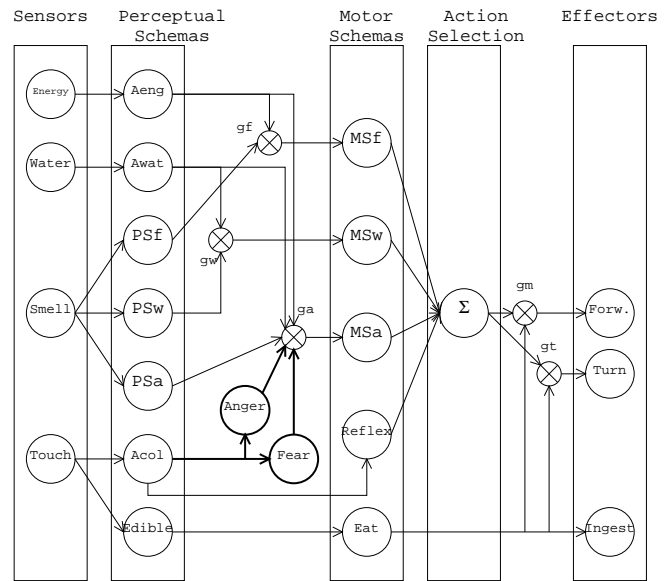 Sensors Perceptual Motor Action Effectors
Schemas Schemas Selection
Energy Aeng
gf
MSf
Water Awat
PSf MSw
gw
gm
Smell PSw ga Σ Forw.
MSa
gt
PSa Turn
Anger
Reflex
Touch Acol Fear
Edible Eat Ingest